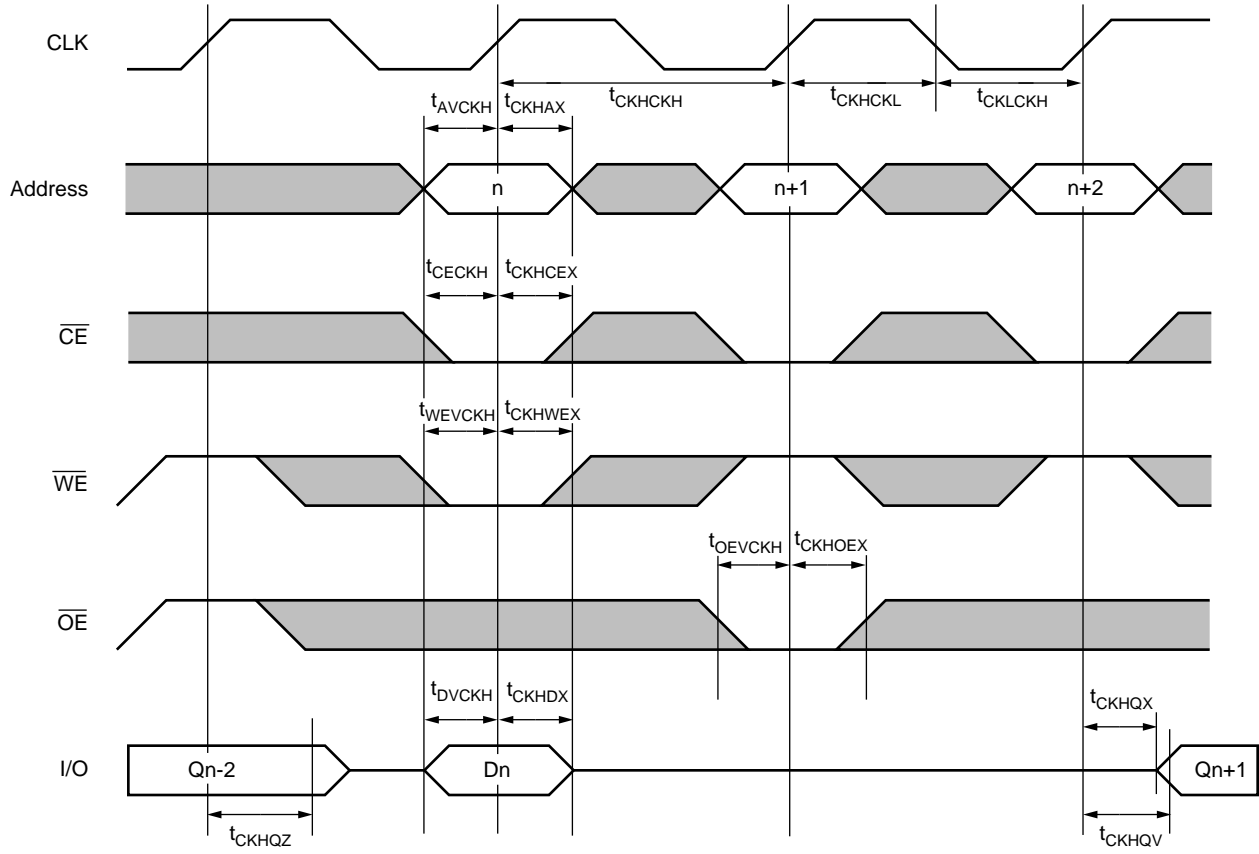 CLK
tCKHCKH tCKHCKL tCKLCKH
tAVCKH tCKHAX
Address n n+1 n+2
tCECKH tCKHCEX
CE
tWEVCKH tCKHWEX
WE
tOEVCKH tCKHOEX
OE
tDVCKH tCKHDX tCKHQX
I/O Qn-2 Dn Qn+1
tCKHQZ tCKHQV